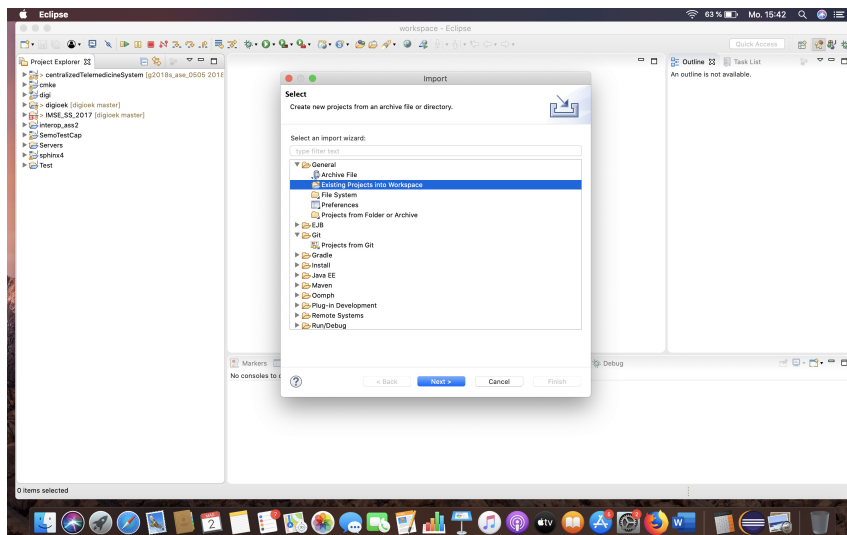 Eclipse
63 %
Mo. 15:42
workspace - Eclipse
Quick Access
Project Explorer
> centralizedTelemedicineSystem [g2018s_ase_0505 2018
cmke
digi
> digioek [digioek master]
> IMSE_SS_2017 [digioek master]
interop_ass2
SemoTestCap
Servers
sphinx4
Test
Import
Select
Create new projects from an archive file or directory.
Select an import wizard:
type filter text
General
Archive File
Existing Projects into Workspace
File System
Preferences
Projects from Folder or Archive
EJB
Git
Projects from Git
Gradle
Install
Java EE
Maven
Oomph
Plug-in Development
Remote Systems
Run/Debug
< Back
Next >
Cancel
Finish
Outline
Task List
An outline is not available.
Markers
Debug
No consoles to
0 items selected
2
tv